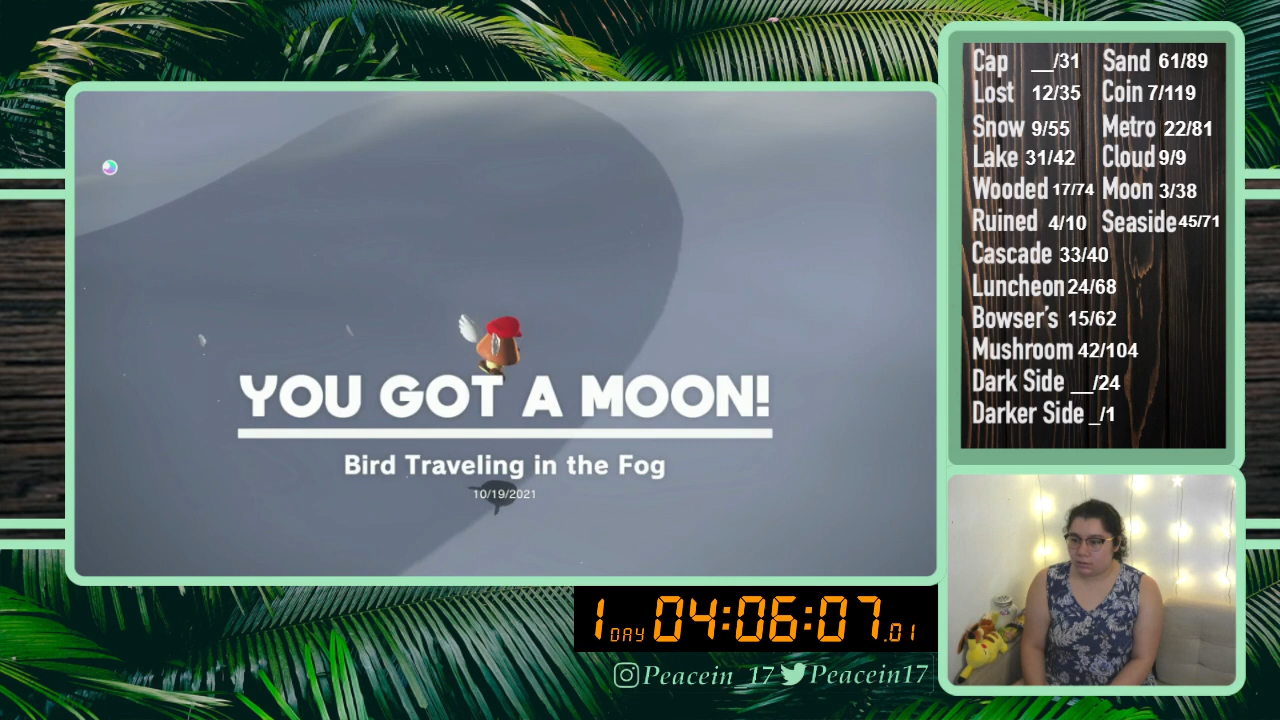 YOU GOT A MOON!
Bird Traveling in the Fog
10/19/2021
Cap __/31 Sand 61/89
Lost 12/35 Coin 7/119
Snow 9/55 Metro 22/81
Lake 31/42 Cloud 9/9
Wooded 17/74 Moon 3/38
Ruined 4/10 Seaside 45/71
Cascade 33/40
Luncheon 24/68
Bowser's 15/62
Mushroom 42/104
Dark Side __/24
Darker Side _/1
1 DAY 04:06:07.01
Peacein_17 Peacein17